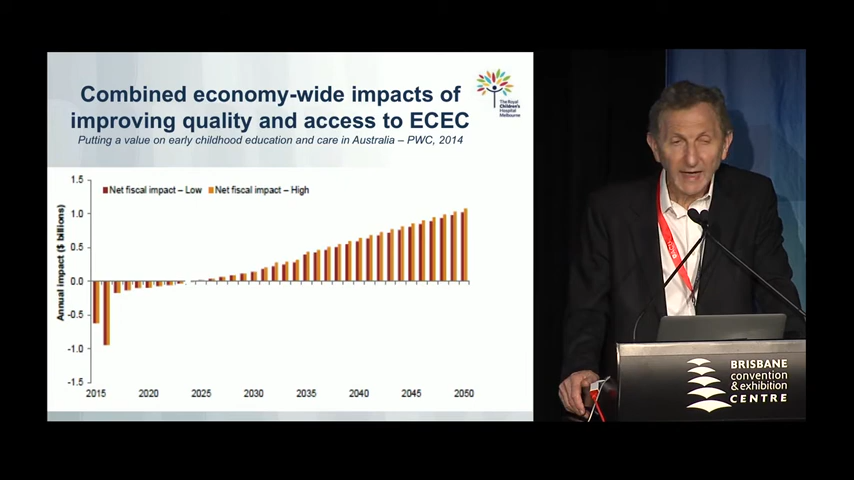 Combined economy-wide impacts of
improving quality and access to ECEC
Putting a value on early childhood education and care in Australia – PWC, 2014
The Royal
Children's
Hospital
Melbourne
Net fiscal impact – Low
Net fiscal impact – High
Annual impact ($ billions)
1.5
1.0
0.5
0.0
-0.5
-1.0
-1.5
2015
2020
2025
2030
2035
2040
2045
2050
BRISBANE
convention
& exhibition
CENTRE